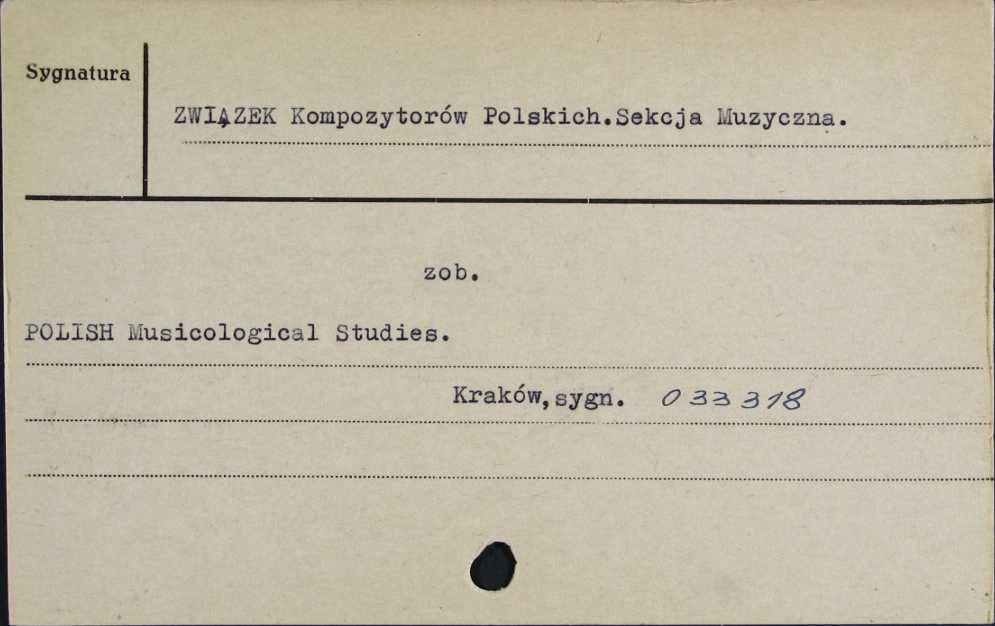 Sygnatura
ZWIĄZEK Kompozytorów Polskich.Sekcja Muzyczna.
zob.
POLISH Musicological Studies.
Kraków,sygn. 033318